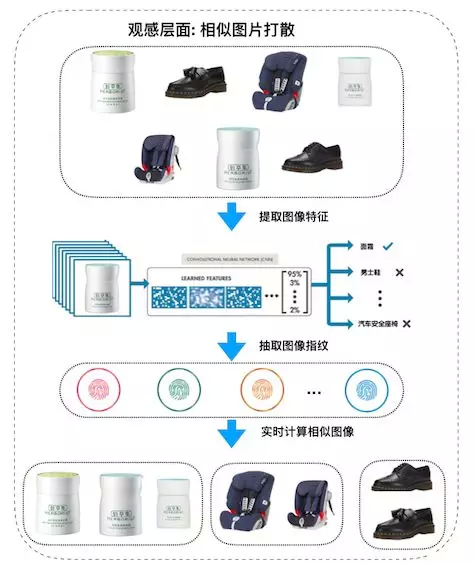 观感层面: 相似图片打散
提取图像特征
CONVOLUTIONAL NEURAL NETWORK (CNN)
LEARNED FEATURES
95%
3%
2%
面霜
男士鞋
汽车安全座椅
抽取图像指纹
...
实时计算相似图像